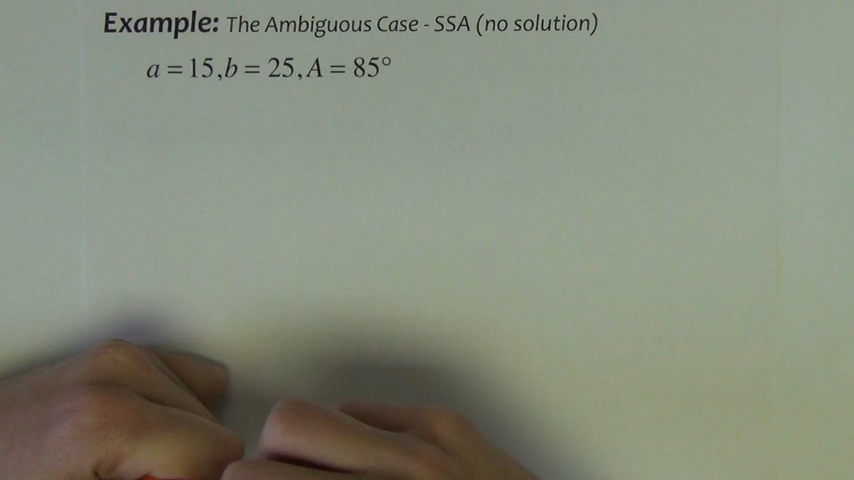 Example: The Ambiguous Case - SSA (no solution)
a = 15, b = 25, A = 85°